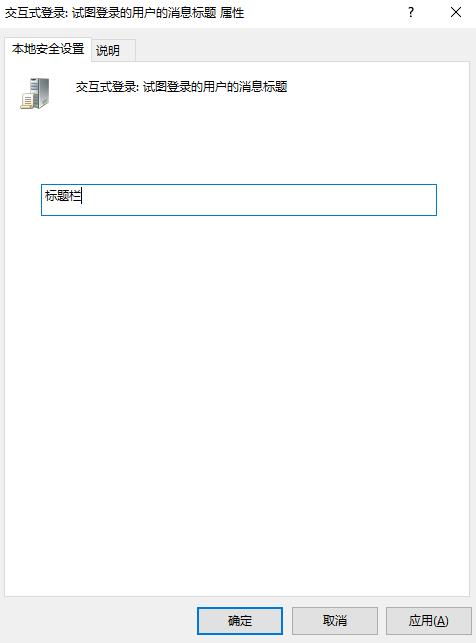 交互式登录: 试图登录的用户的消息标题 属性
?
本地安全设置 说明
交互式登录: 试图登录的用户的消息标题
标题栏
确定 取消 应用(A)